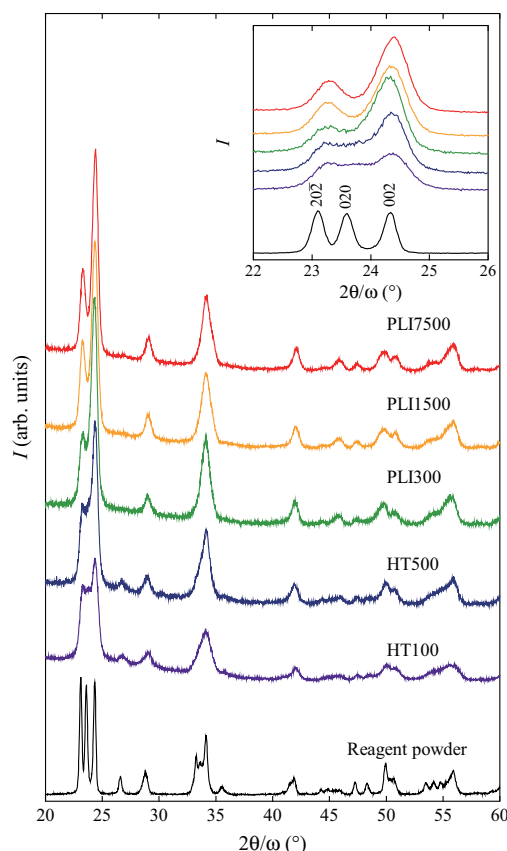 I
202 020 002
22 23 24 25 26
2θ/ω (°)
PLI7500
PLI1500
PLI300
HT500
HT100
Reagent powder
I (arb. units)
20 25 30 35 40 45 50 55 60
2θ/ω (°)